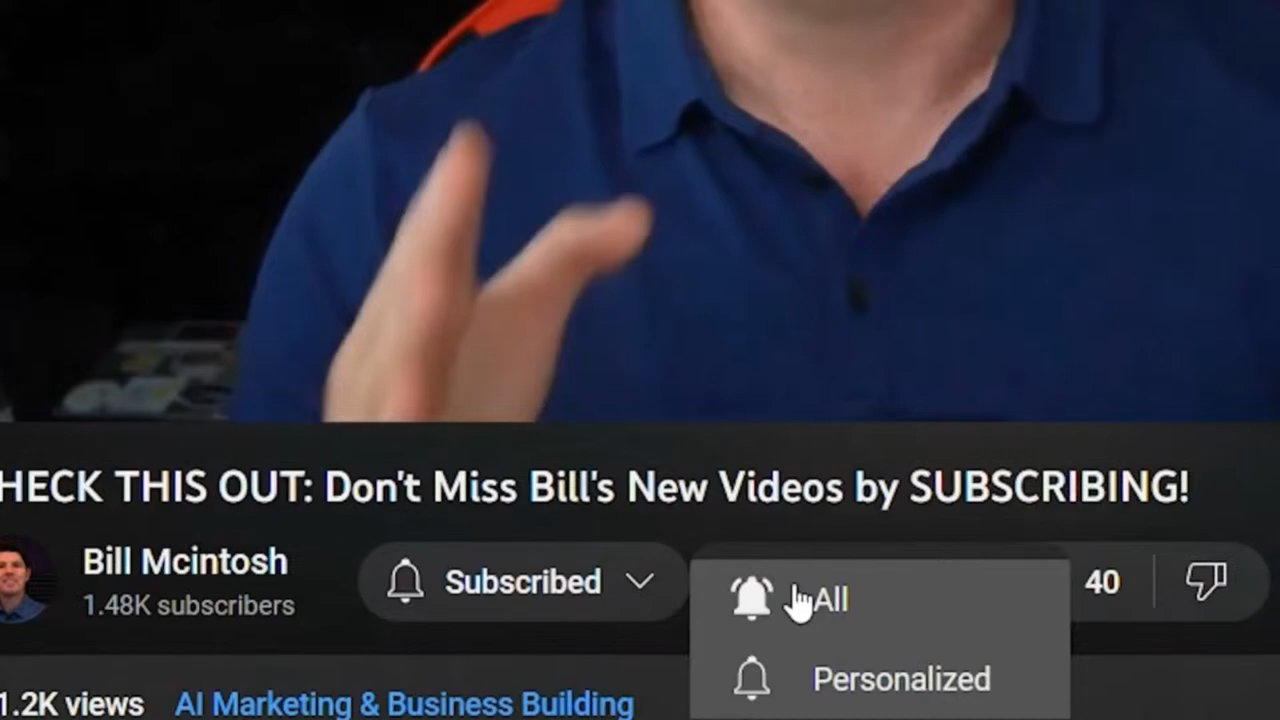 HECK THIS OUT: Don't Miss Bill's New Videos by SUBSCRIBING!
Bill Mcintosh
1.48K subscribers
Subscribed
All
40
Personalized
1.2K views AI Marketing & Business Building